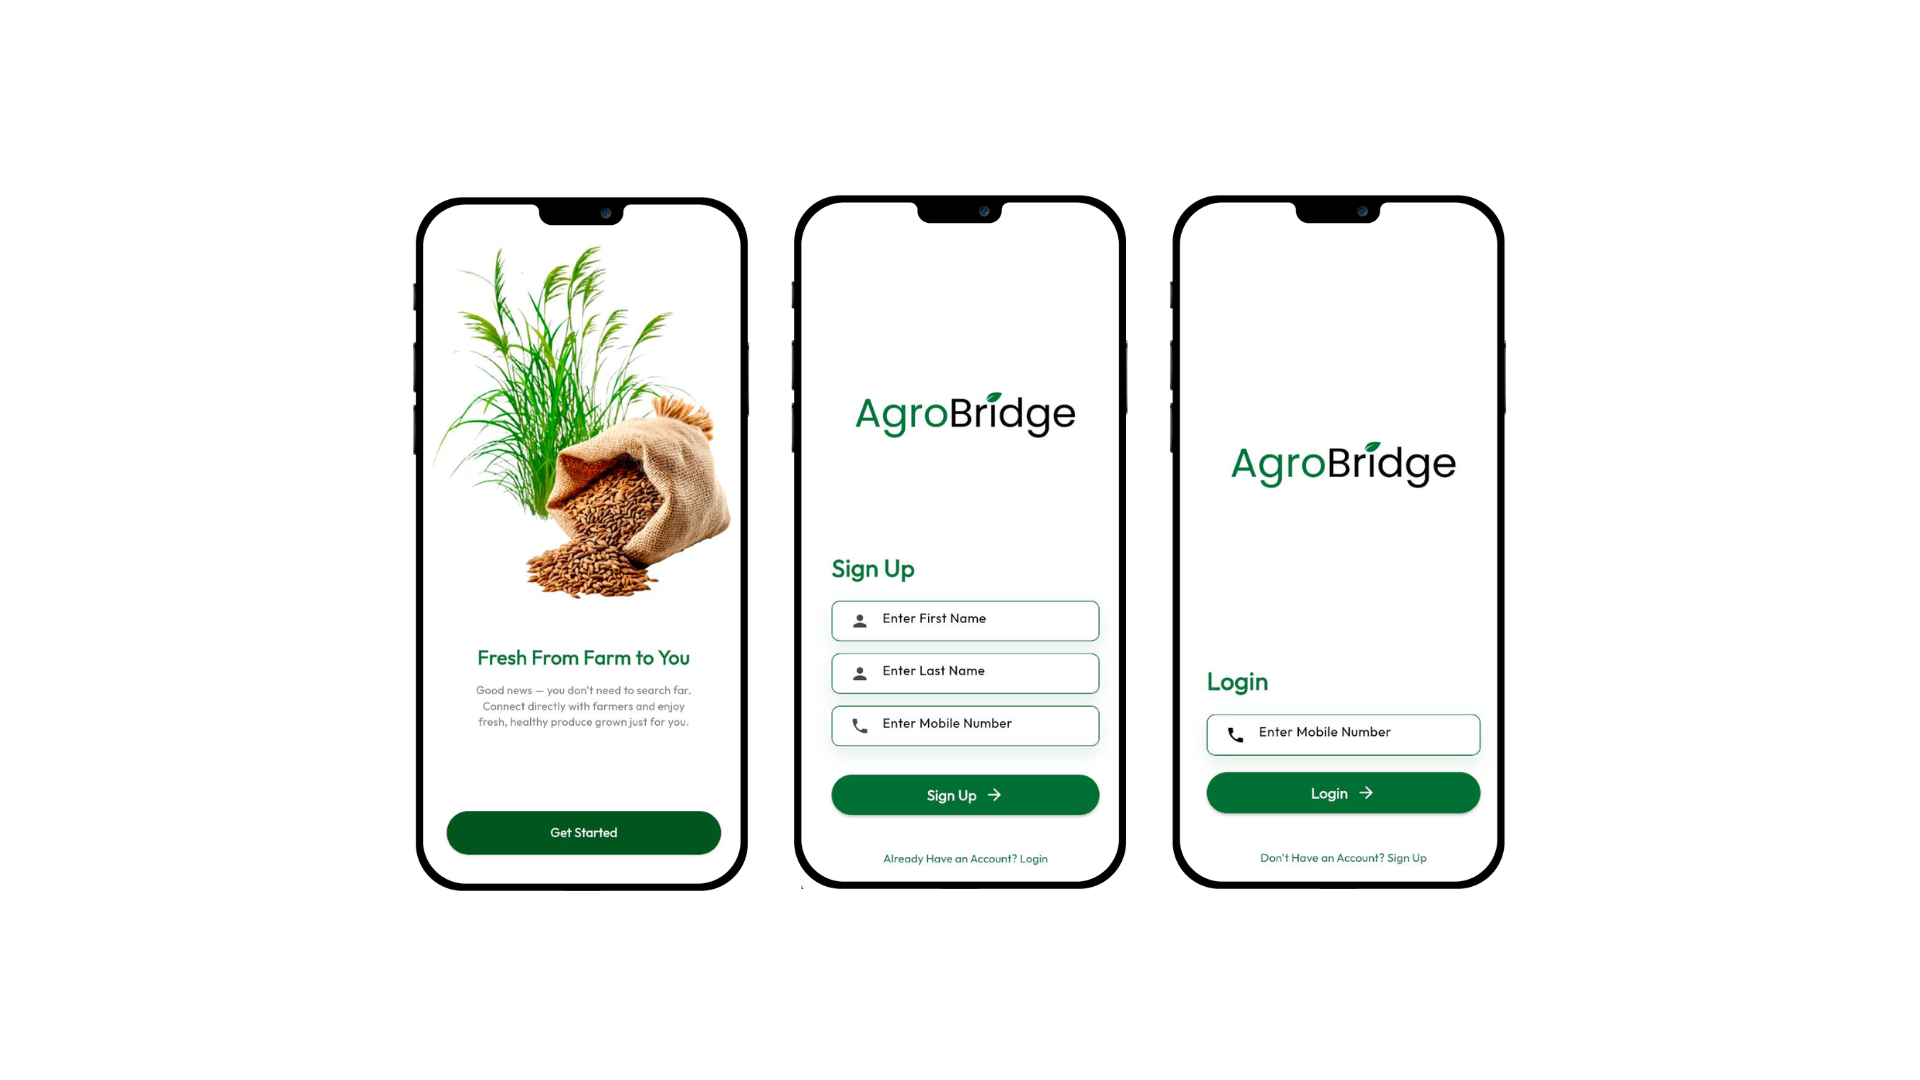 Fresh From Farm to You
Good news — you don't need to search far.
Connect directly with farmers and enjoy
fresh, healthy produce grown just for you.
Get Started
AgroBridge
Sign Up
Enter First Name
Enter Last Name
Enter Mobile Number
Sign Up
Already Have an Account? Login
AgroBridge
Login
Enter Mobile Number
Login
Don't Have an Account? Sign Up